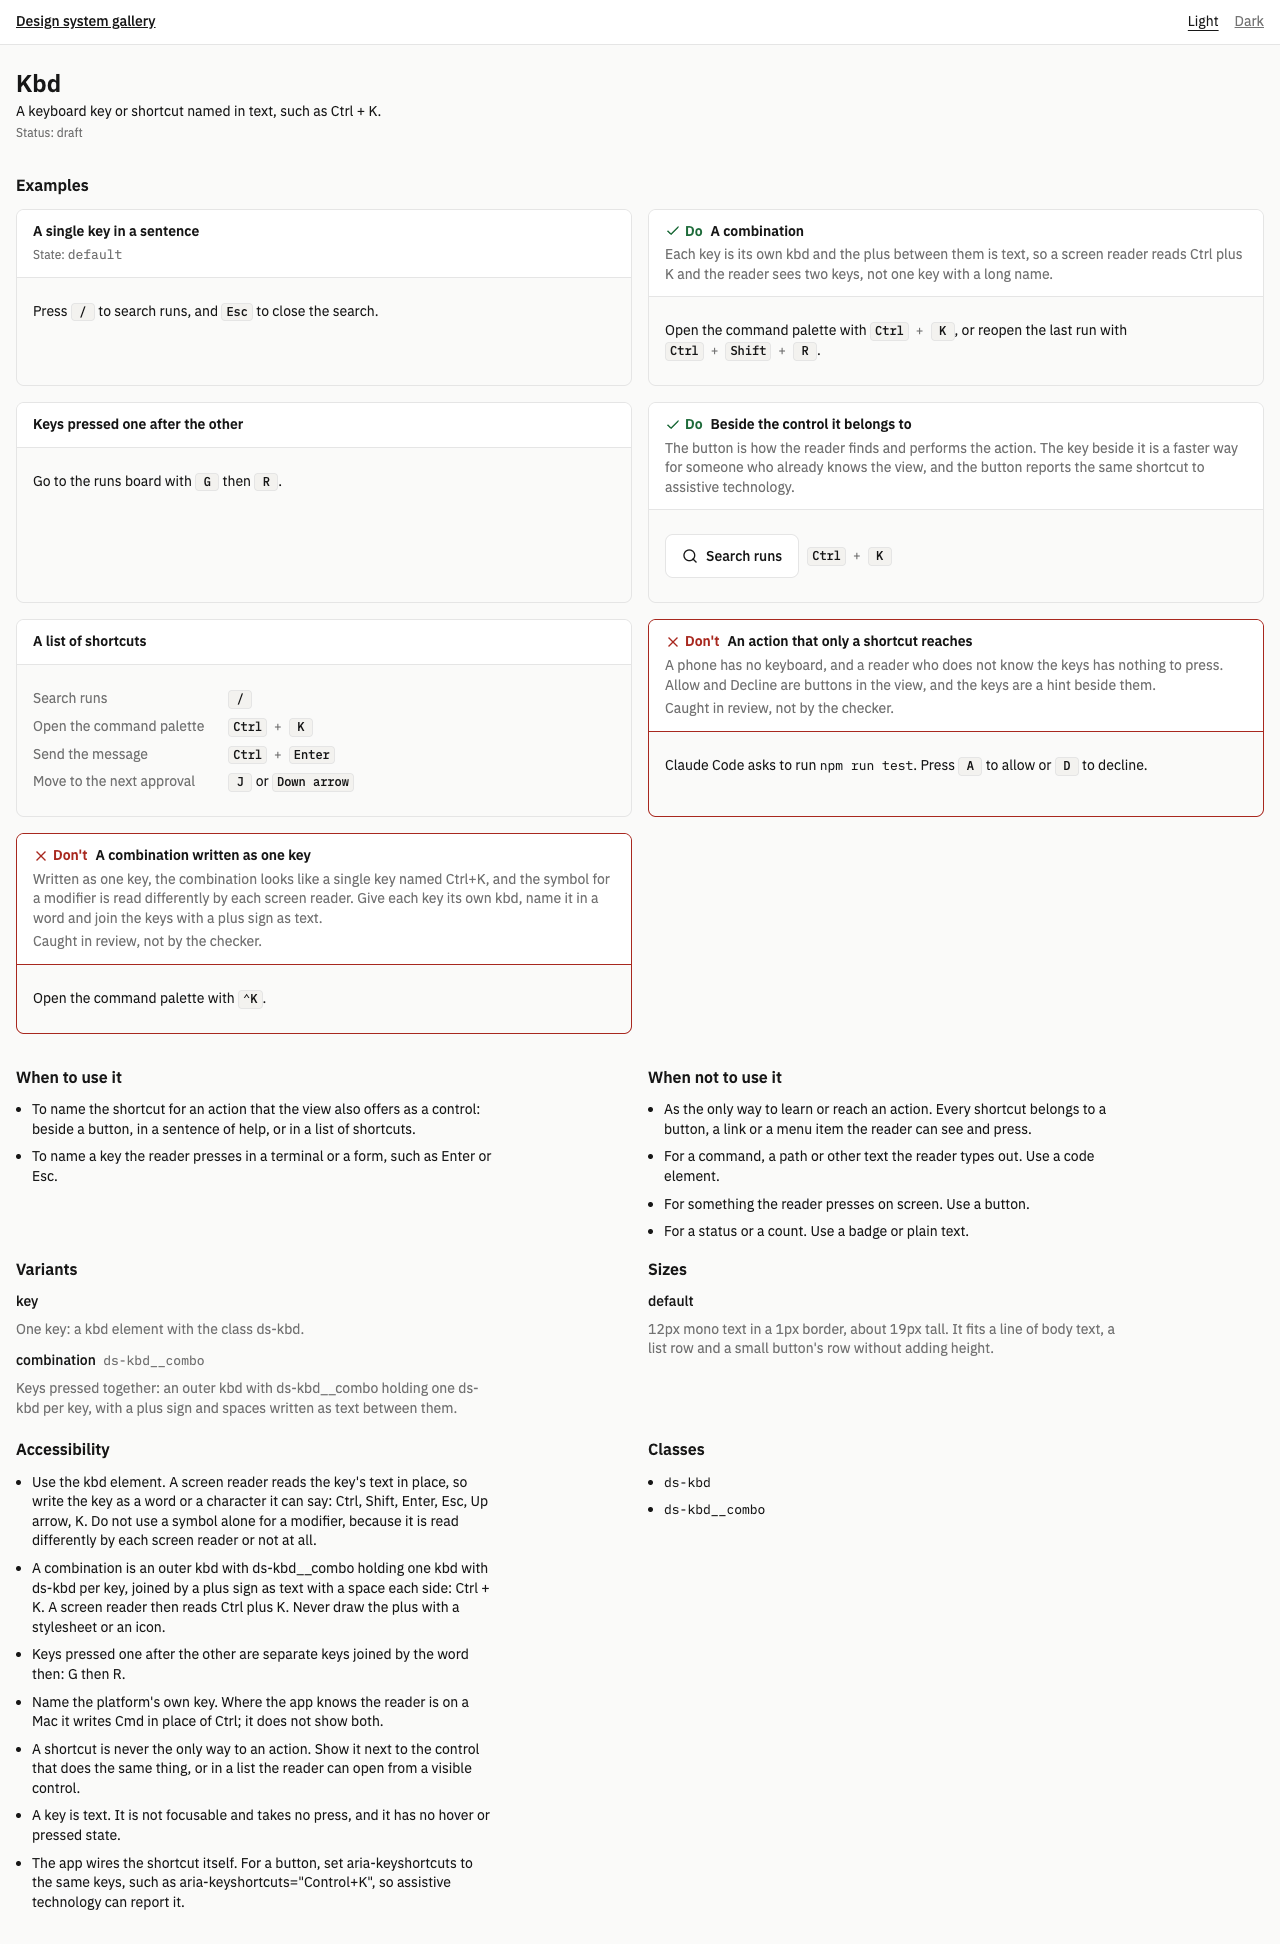 Design system gallery
Light Dark
Kbd
A keyboard key or shortcut named in text, such as Ctrl + K.
Status: draft
Examples
A single key in a sentence
State: default
Press / to search runs, and Esc to close the search.
Do A combination
Each key is its own kbd and the plus between them is text, so a screen reader reads Ctrl plus
K and the reader sees two keys, not one key with a long name.
Open the command palette with Ctrl + K, or reopen the last run with
Ctrl + Shift + R.
Keys pressed one after the other
Go to the runs board with G then R.
Do Beside the control it belongs to
The button is how the reader finds and performs the action. The key beside it is a faster way
for someone who already knows the view, and the button reports the same shortcut to
assistive technology.
Search runs Ctrl + K
A list of shortcuts
Search runs /
Open the command palette Ctrl + K
Send the message Ctrl + Enter
Move to the next approval J or Down arrow
Don't An action that only a shortcut reaches
A phone has no keyboard, and a reader who does not know the keys has nothing to press.
Allow and Decline are buttons in the view, and the keys are a hint beside them.
Caught in review, not by the checker.
Claude Code asks to run npm run test. Press A to allow or D to decline.
Don't A combination written as one key
Written as one key, the combination looks like a single key named Ctrl+K, and the symbol for
a modifier is read differently by each screen reader. Give each key its own kbd, name it in a
word and join the keys with a plus sign as text.
Caught in review, not by the checker.
Open the command palette with ^K.
When to use it
To name the shortcut for an action that the view also offers as a control:
beside a button, in a sentence of help, or in a list of shortcuts.
To name a key the reader presses in a terminal or a form, such as Enter or
Esc.
When not to use it
As the only way to learn or reach an action. Every shortcut belongs to a
button, a link or a menu item the reader can see and press.
For a command, a path or other text the reader types out. Use a code
element.
For something the reader presses on screen. Use a button.
For a status or a count. Use a badge or plain text.
Variants
key
One key: a kbd element with the class ds-kbd.
combination ds-kbd__combo
Keys pressed together: an outer kbd with ds-kbd__combo holding one ds-
kbd per key, with a plus sign and spaces written as text between them.
Sizes
default
12px mono text in a 1px border, about 19px tall. It fits a line of body text, a
list row and a small button's row without adding height.
Accessibility
Use the kbd element. A screen reader reads the key's text in place, so
write the key as a word or a character it can say: Ctrl, Shift, Enter, Esc, Up
arrow, K. Do not use a symbol alone for a modifier, because it is read
differently by each screen reader or not at all.
A combination is an outer kbd with ds-kbd__combo holding one kbd with
ds-kbd per key, joined by a plus sign as text with a space each side: Ctrl +
K. A screen reader then reads Ctrl plus K. Never draw the plus with a
stylesheet or an icon.
Keys pressed one after the other are separate keys joined by the word
then: G then R.
Name the platform's own key. Where the app knows the reader is on a
Mac it writes Cmd in place of Ctrl; it does not show both.
A shortcut is never the only way to an action. Show it next to the control
that does the same thing, or in a list the reader can open from a visible
control.
A key is text. It is not focusable and takes no press, and it has no hover or
pressed state.
The app wires the shortcut itself. For a button, set aria-keyshortcuts to
the same keys, such as aria-keyshortcuts="Control+K", so assistive
technology can report it.
Classes
ds-kbd
ds-kbd__combo